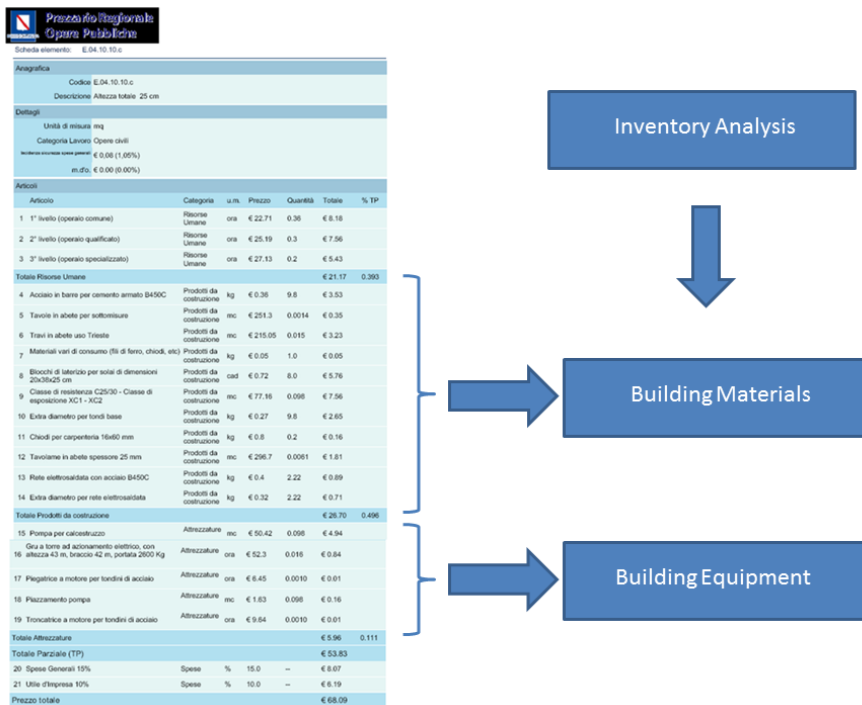 Prezzario Regionale
Opere Pubbliche
Scheda elemento: E.04.10.10.c
Anagrafica
Codice E.04.10.10.c
Descrizione Altezza totale 25 cm
Dettagli
Unità di misura mq
Categoria Lavoro Opere civili
Incidenza sicurezza spese generali € 0,08 (1,05%)
m.d'o. € 0.00 (0.00%)
Articoli
Articolo Categoria u.m. Prezzo Quantità Totale % TP
1 1° livello (operaio comune) Risorse Umane ora € 22.71 0.36 € 8.18
2 2° livello (operaio qualificato) Risorse Umane ora € 25.19 0.3 € 7.56
3 3° livello (operaio specializzato) Risorse Umane ora € 27.13 0.2 € 5.43
Totale Risorse Umane € 21.17 0.393
4 Acciaio in barre per cemento armato B450C Prodotti da costruzione kg € 0.36 9.8 € 3.53
5 Tavole in abete per sottomisure Prodotti da costruzione mc € 251.3 0.0014 € 0.35
6 Travi in abete uso Trieste Prodotti da costruzione mc € 215.05 0.015 € 3.23
7 Materiali vari di consumo (fili di ferro, chiodi, etc) Prodotti da costruzione kg € 0.05 1.0 € 0.05
8 Blocchi di laterizio per solai di dimensioni 20x38x25 cm Prodotti da costruzione cad € 0.72 8.0 € 5.76
9 Classe di resistenza C25/30 - Classe di esposizione XC1 - XC2 Prodotti da costruzione mc € 77.16 0.098 € 7.56
10 Extra diametro per tondi base Prodotti da costruzione kg € 0.27 9.8 € 2.65
11 Chiodi per carpenteria 16x60 mm Prodotti da costruzione kg € 0.8 0.2 € 0.16
12 Tavolame in abete spessore 25 mm Prodotti da costruzione mc € 296.7 0.0061 € 1.81
13 Rete elettrosaldata con acciaio B450C Prodotti da costruzione kg € 0.4 2.22 € 0.89
14 Extra diametro per rete elettrosaldata Prodotti da costruzione kg € 0.32 2.22 € 0.71
Totale Prodotti da costruzione € 26.70 0.496
15 Pompa per calcestruzzo Attrezzature mc € 50.42 0.098 € 4.94
16 Gru a torre ad azionamento elettrico, con altezza 43 m, braccio 42 m, portata 2600 Kg Attrezzature ora € 52.3 0.016 € 0.84
17 Piegatrice a motore per tondini di acciaio Attrezzature ora € 6.45 0.0010 € 0.01
18 Piazzamento pompa Attrezzature mc € 1.63 0.098 € 0.16
19 Troncatrice a motore per tondini di acciaio Attrezzature ora € 9.64 0.0010 € 0.01
Totale Attrezzature € 5.96 0.111
Totale Parziale (TP) € 53.83
20 Spese Generali 15% Spese % 15.0 -- € 8.07
21 Utile d'Impresa 10% Spese % 10.0 -- € 6.19
Prezzo totale € 68.09
Inventory Analysis
Building Materials
Building Equipment